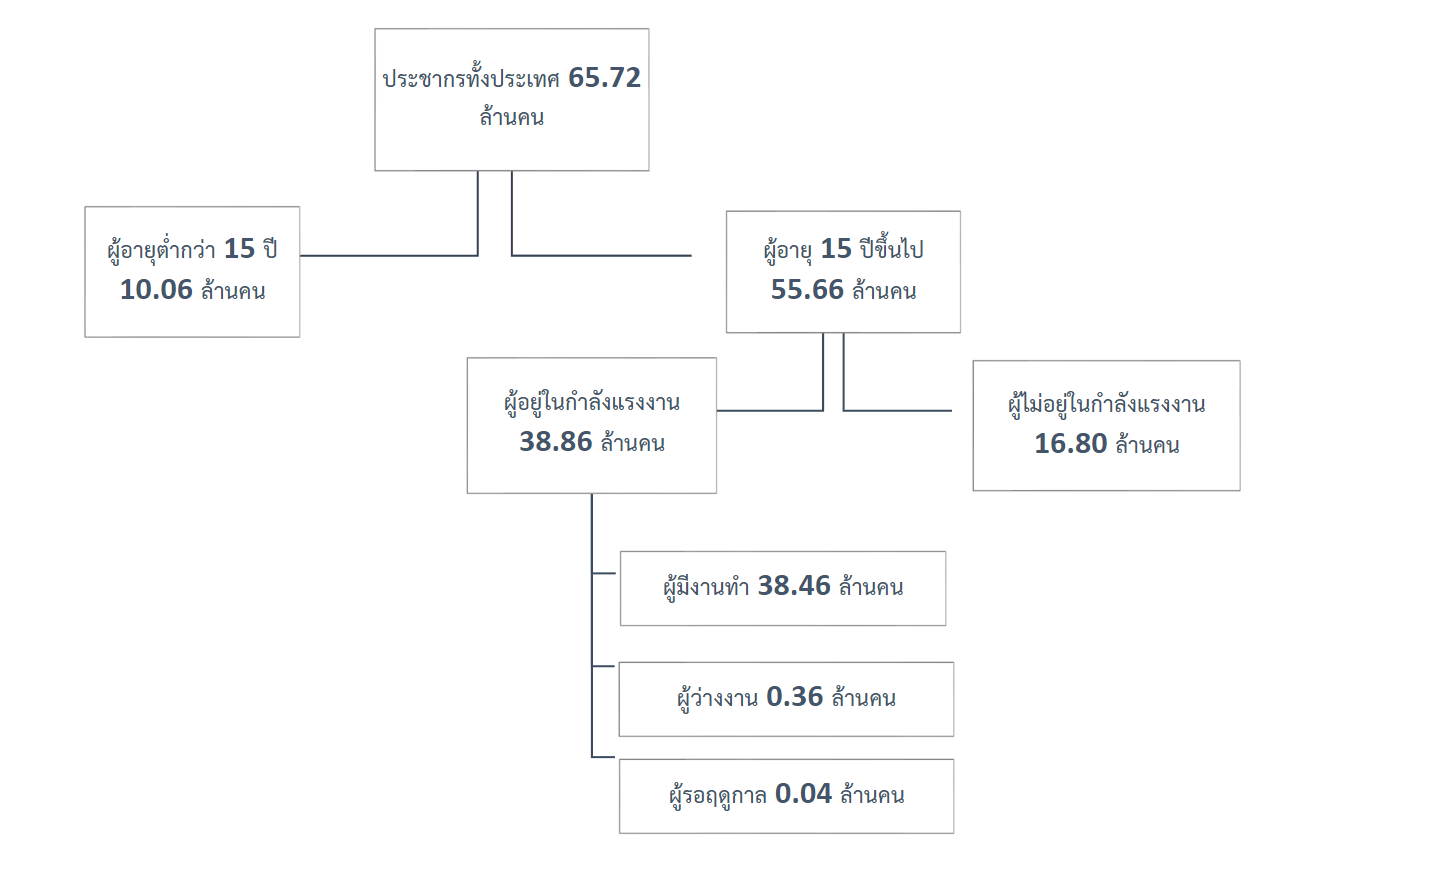 ประชากรทั้งประเทศ 65.72
ล้านคน
ผู้อายุต่ำกว่า 15 ปี
10.06 ล้านคน
ผู้อายุ 15 ปีขึ้นไป
55.66 ล้านคน
ผู้อยู่ในกำลังแรงงาน
38.86 ล้านคน
ผู้ไม่อยู่ในกำลังแรงงาน
16.80 ล้านคน
ผู้มีงานทำ 38.46 ล้านคน
ผู้ว่างงาน 0.36 ล้านคน
ผู้รอฤดูกาล 0.04 ล้านคน